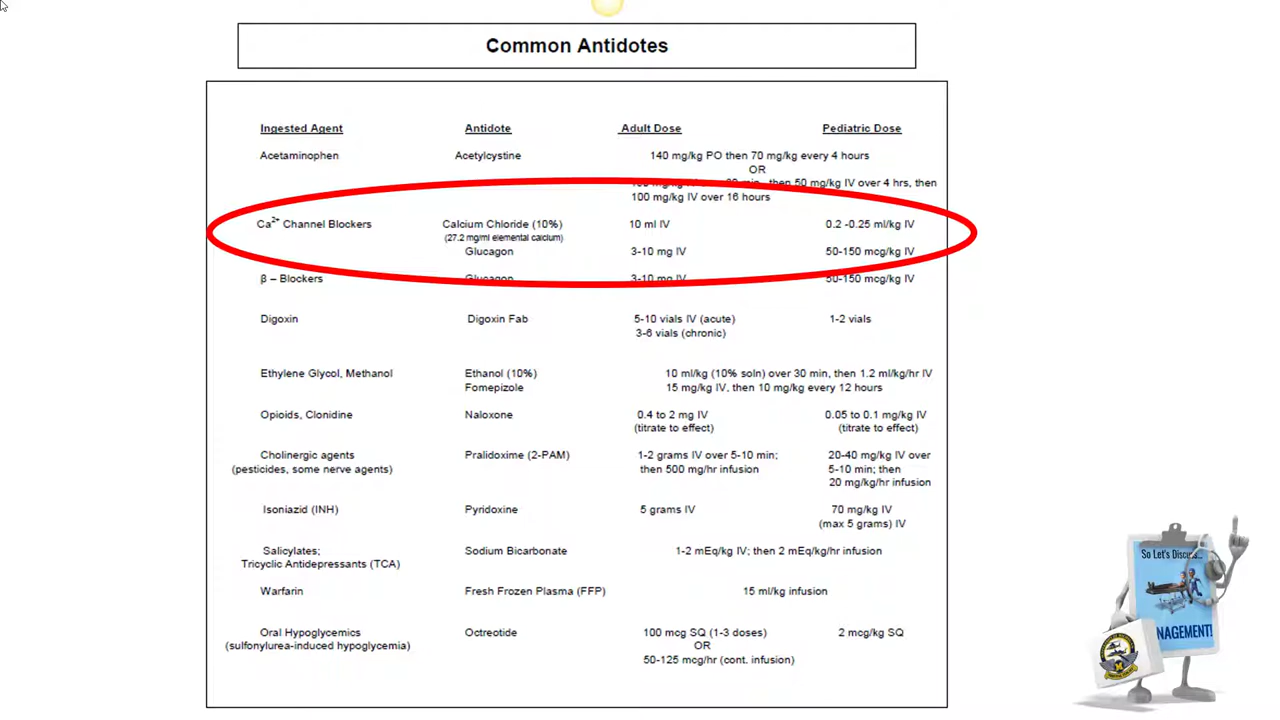 Common Antidotes
Ingested Agent Antidote Adult Dose Pediatric Dose
Acetaminophen Acetylcystine 140 mg/kg PO then 70 mg/kg every 4 hours
OR
then 50 mg/kg IV over 4 hrs, then
100 mg/kg IV over 16 hours
Ca2+ Channel Blockers Calcium Chloride (10%) 10 ml IV 0.2 -0.25 ml/kg IV
(27.2 mg/ml elemental calcium)
Glucagon 3-10 mg IV 50-150 mcg/kg IV
β – Blockers Glucagon 3-10 mg IV 50-150 mcg/kg IV
Digoxin Digoxin Fab 5-10 vials IV (acute) 1-2 vials
3-6 vials (chronic)
Ethylene Glycol, Methanol Ethanol (10%) 10 ml/kg (10% soln) over 30 min, then 1.2 ml/kg/hr IV
Fomepizole 15 mg/kg IV, then 10 mg/kg every 12 hours
Opioids, Clonidine Naloxone 0.4 to 2 mg IV 0.05 to 0.1 mg/kg IV
(titrate to effect) (titrate to effect)
Cholinergic agents Pralidoxime (2-PAM) 1-2 grams IV over 5-10 min; 20-40 mg/kg IV over
(pesticides, some nerve agents) then 500 mg/hr infusion 5-10 min; then
20 mg/kg/hr infusion
Isoniazid (INH) Pyridoxine 5 grams IV 70 mg/kg IV
(max 5 grams) IV
Salicylates; Sodium Bicarbonate 1-2 mEq/kg IV; then 2 mEq/kg/hr infusion
Tricyclic Antidepressants (TCA)
Warfarin Fresh Frozen Plasma (FFP) 15 ml/kg infusion
Oral Hypoglycemics Octreotide 100 mcg SQ (1-3 doses) 2 mcg/kg SQ
(sulfonylurea-induced hypoglycemia) OR
50-125 mcg/hr (cont. infusion)
So Let's Discuss...
NAGEMENT!